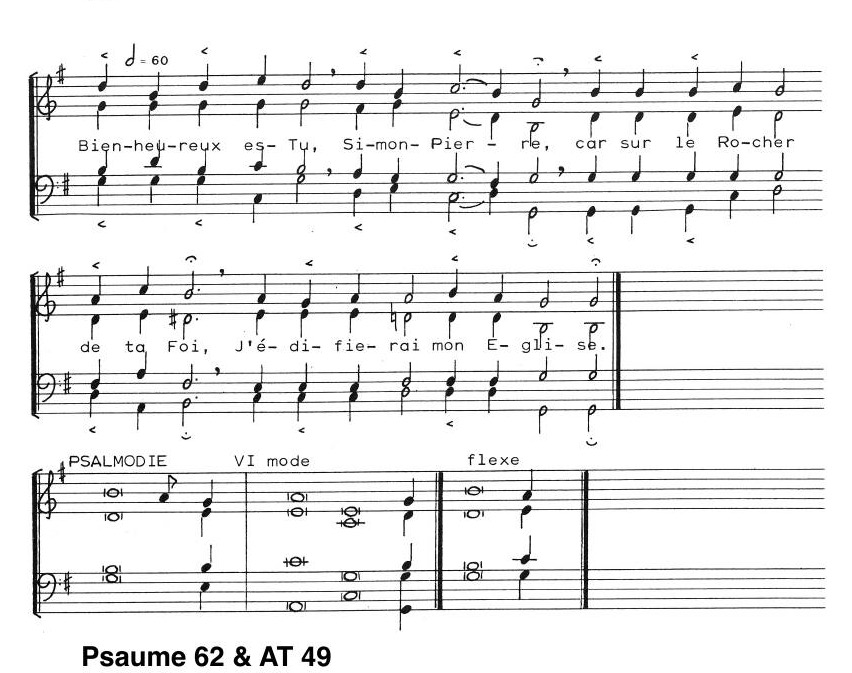 = 60
Bien-heu-reux es- Tu, Si-mon- Pier - re, car sur le Ro-cher
de ta Foi, J'é- di- fie- rai mon E- gli- se.
PSALMODIE VI mode flexe
Psaume 62 & AT 49